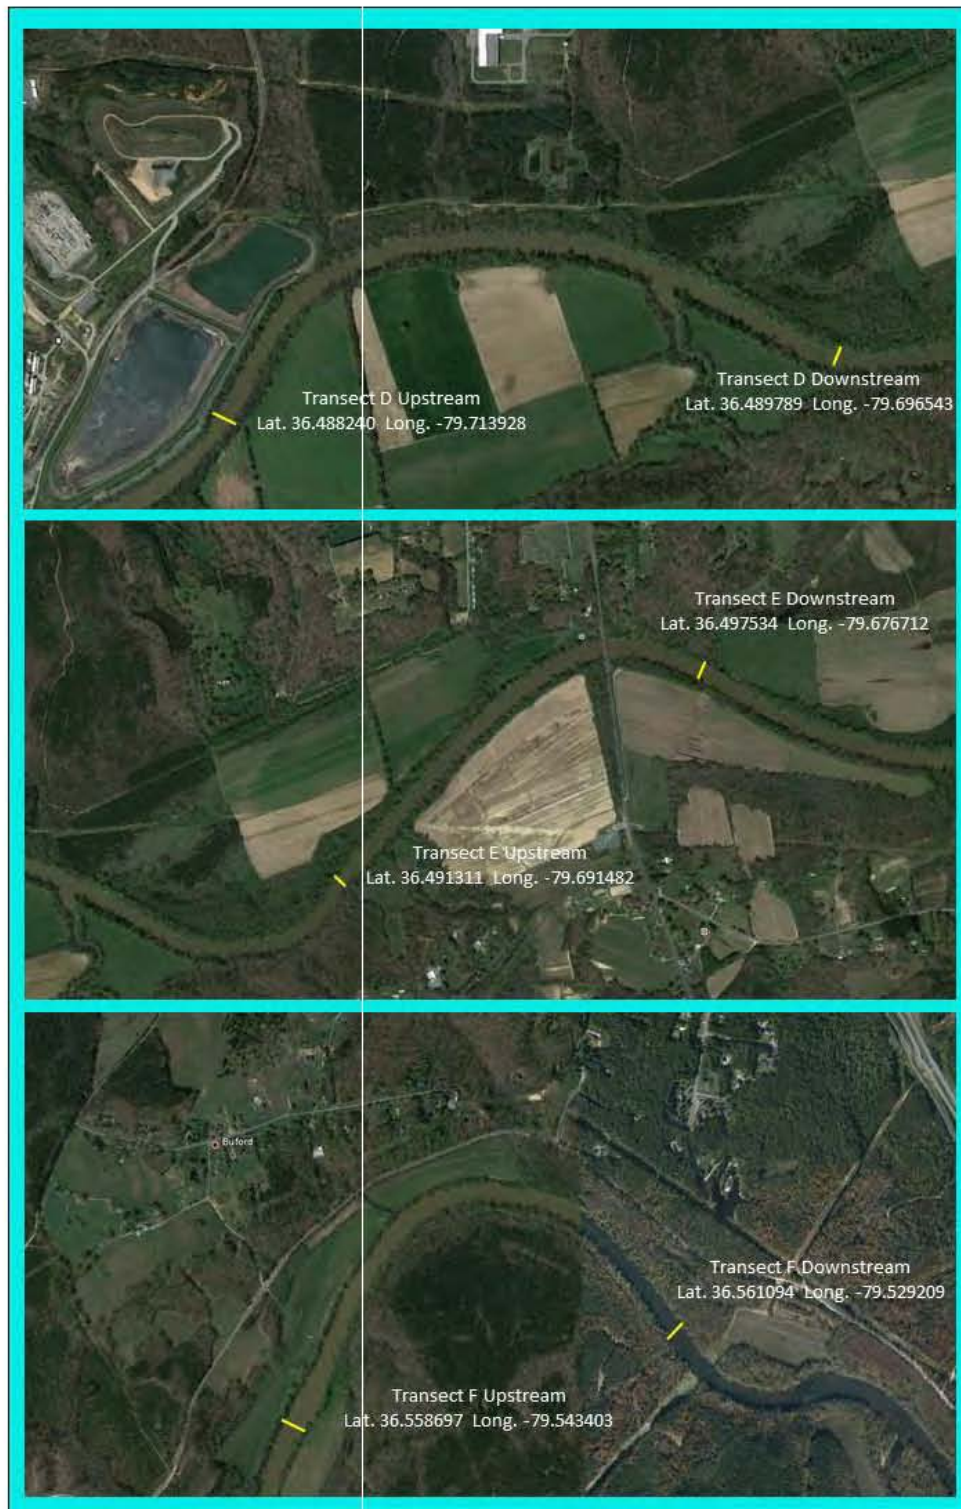 Transect D Upstream
Lat. 36.488240 Long. -79.713928
Transect D Downstream
Lat. 36.489789 Long. -79.696543
Transect E Downstream
Lat. 36.497534 Long. -79.676712
Transect E Upstream
Lat. 36.491311 Long. -79.691482
Buford
Transect F Downstream
Lat. 36.561094 Long. -79.529209
Transect F Upstream
Lat. 36.558697 Long. -79.543403